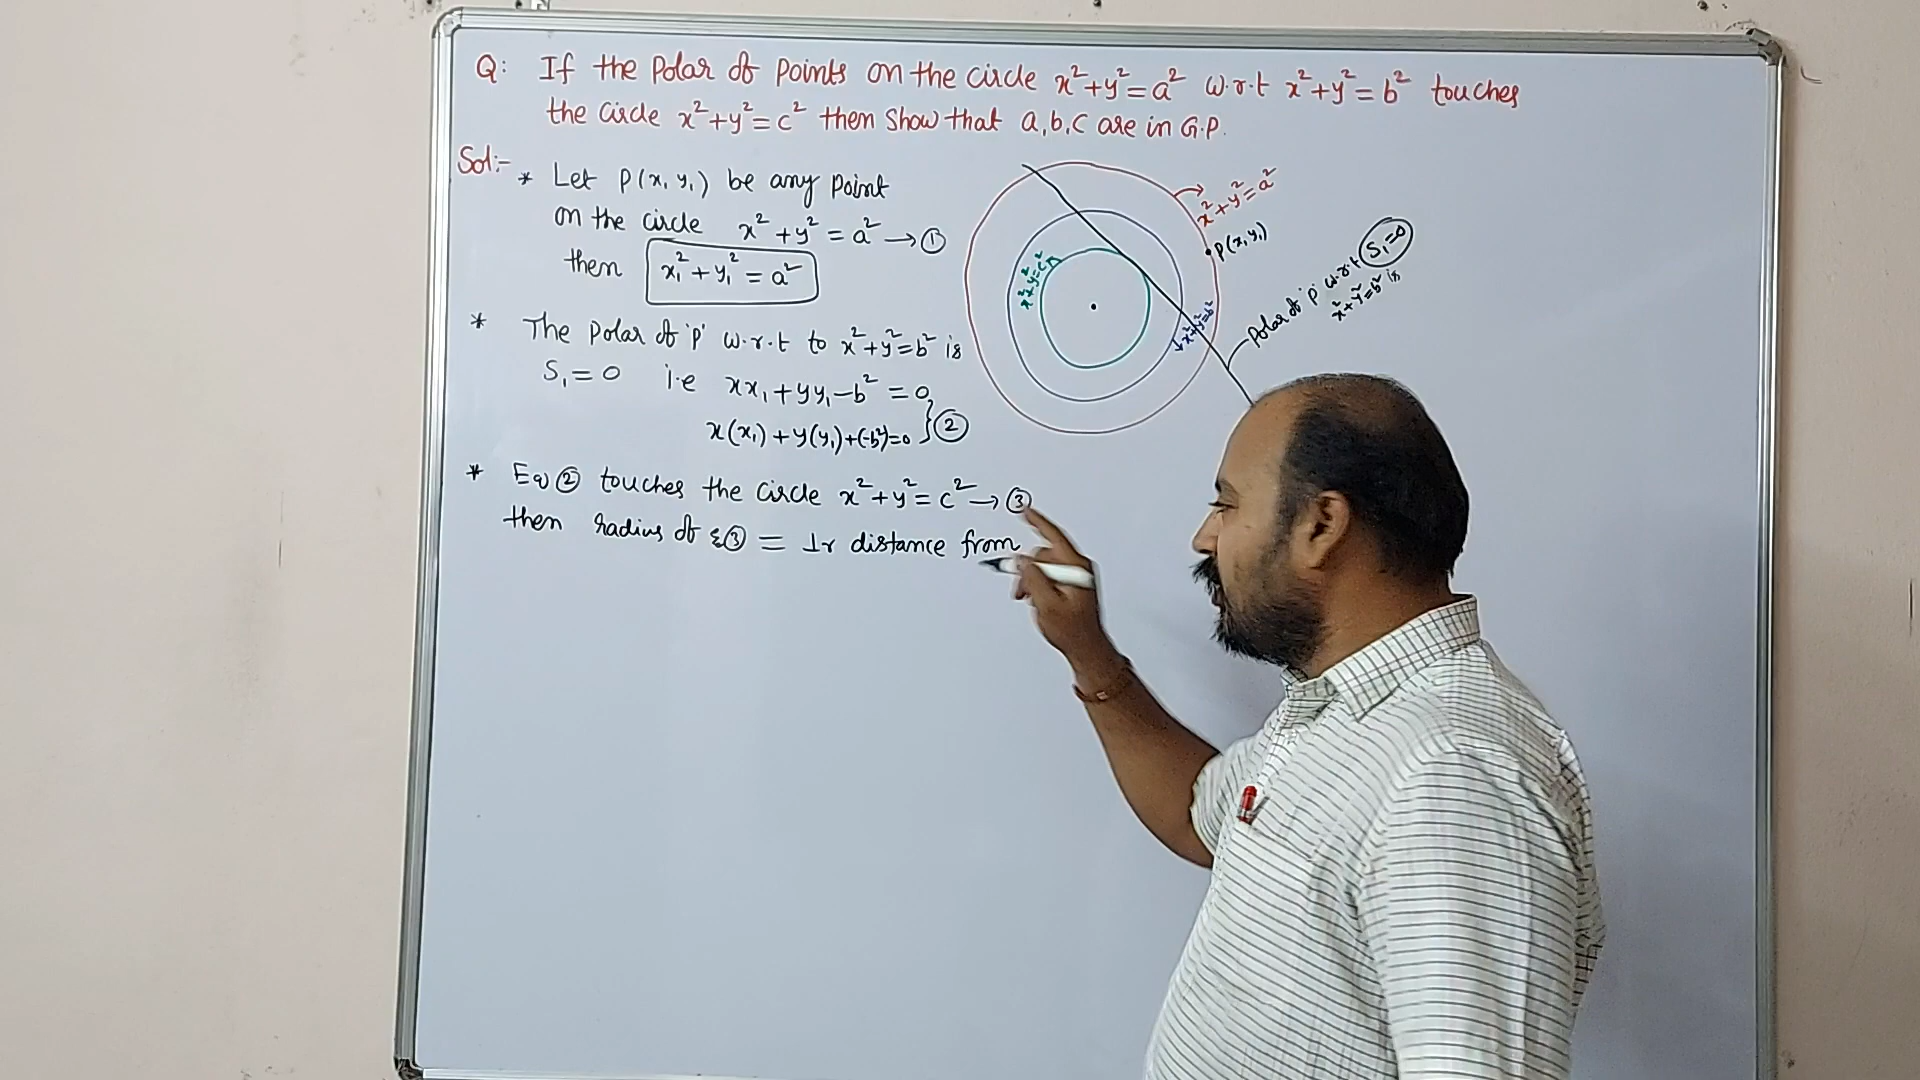 Q: If the Polar of Points on the circle x²+y²=a² w.r.t x²+y²=b² touches
the circle x²+y²=c² then show that a,b,c are in G.P.
Sol:-
* Let P(x₁ y₁) be any point
on the circle x²+y²=a² → ①
then x₁²+y₁²=a²
* The Polar of 'P' w.r.t to x²+y²=b² is
S₁=0 i.e xx₁+yy₁-b²=0
x(x₁)+y(y₁)+(-b²)=0 } ②
* Eq ② touches the circle x²+y²=c² → ③
then radius of ③ = ⊥r distance from
x²+y²=a²
P(x₁ y₁)
x²+y²=c²
x²+y²=b²
Polar of 'P' w.r.t S₁=0
x²+y²=b² is